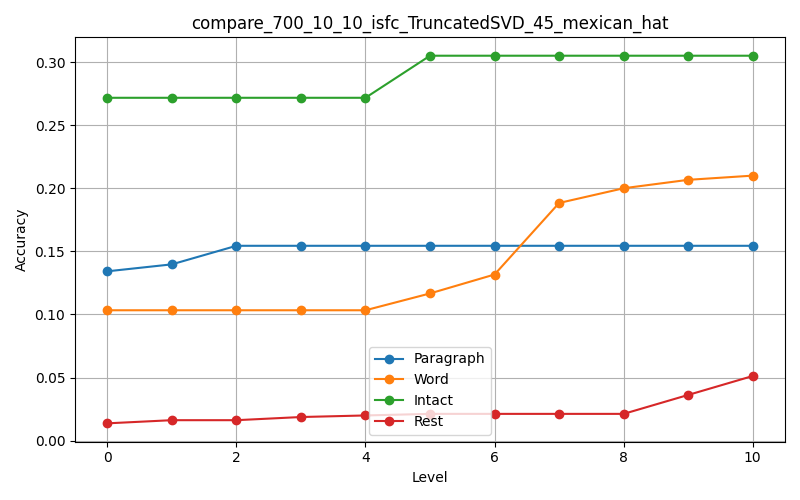 compare_700_10_10_isfc_TruncatedSVD_45_mexican_hat
Accuracy
0.30
0.25
0.20
0.15
0.10
0.05
0.00
Paragraph
Word
Intact
Rest
0 2 4 6 8 10
Level